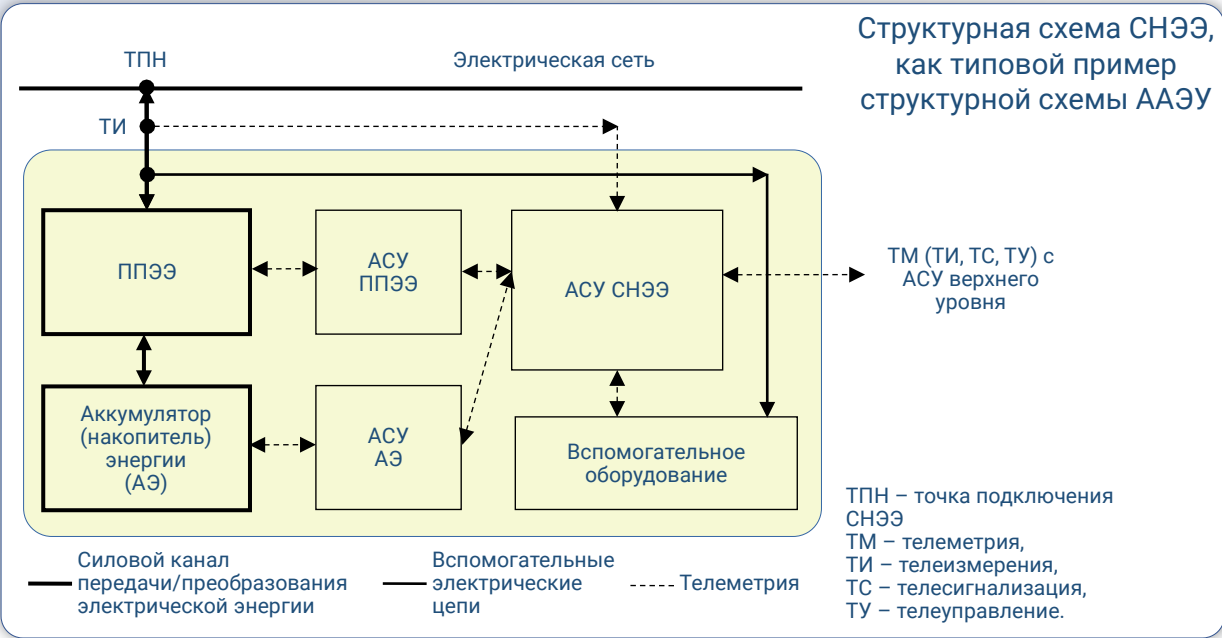 Структурная схема СНЭЭ,
как типовой пример
структурной схемы ААЭУ
ТПН
Электрическая сеть
ТИ
ППЭЭ
АСУ
ППЭЭ
АСУ СНЭЭ
ТМ (ТИ, ТС, ТУ) с
АСУ верхнего
уровня
Аккумулятор
(накопитель)
энергии
(АЭ)
АСУ
АЭ
Вспомогательное
оборудование
ТПН – точка подключения
СНЭЭ
ТМ – телеметрия,
ТИ – телеизмерения,
ТС – телесигнализация,
ТУ – телеуправление.
Силовой канал
передачи/преобразования
электрической энергии
Вспомогательные
электрические
цепи
Телеметрия